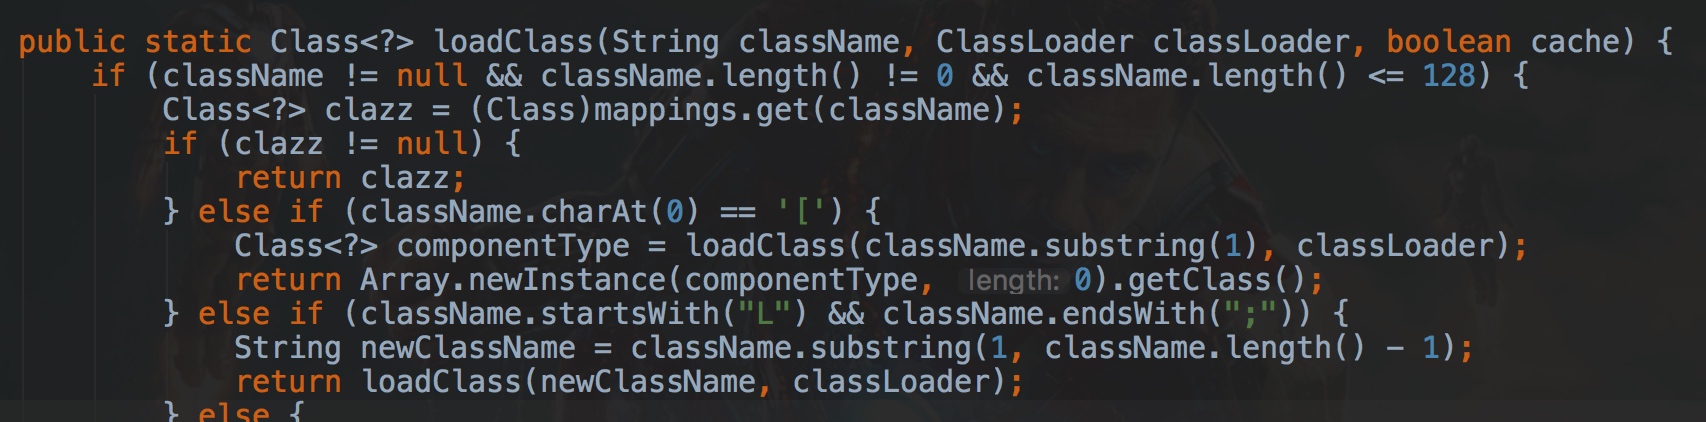 public static Class<?> loadClass(String className, ClassLoader classLoader, boolean cache) {
if (className != null && className.length() != 0 && className.length() <= 128) {
Class<?> clazz = (Class)mappings.get(className);
if (clazz != null) {
return clazz;
} else if (className.charAt(0) == '[') {
Class<?> componentType = loadClass(className.substring(1), classLoader);
return Array.newInstance(componentType, length: 0).getClass();
} else if (className.startsWith("L") && className.endsWith(";")) {
String newClassName = className.substring(1, className.length() - 1);
return loadClass(newClassName, classLoader);
} else {